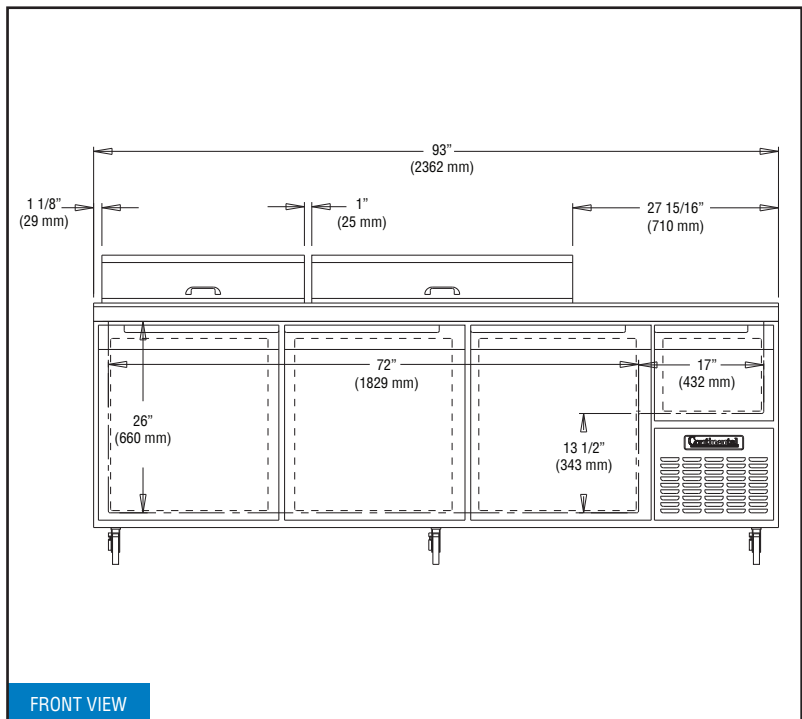 93”
(2362 mm)
1 1/8”
(29 mm)
1”
(25 mm)
27 15/16”
(710 mm)
72”
(1829 mm)
17”
(432 mm)
26”
(660 mm)
13 1/2”
(343 mm)
Continental
FRONT VIEW